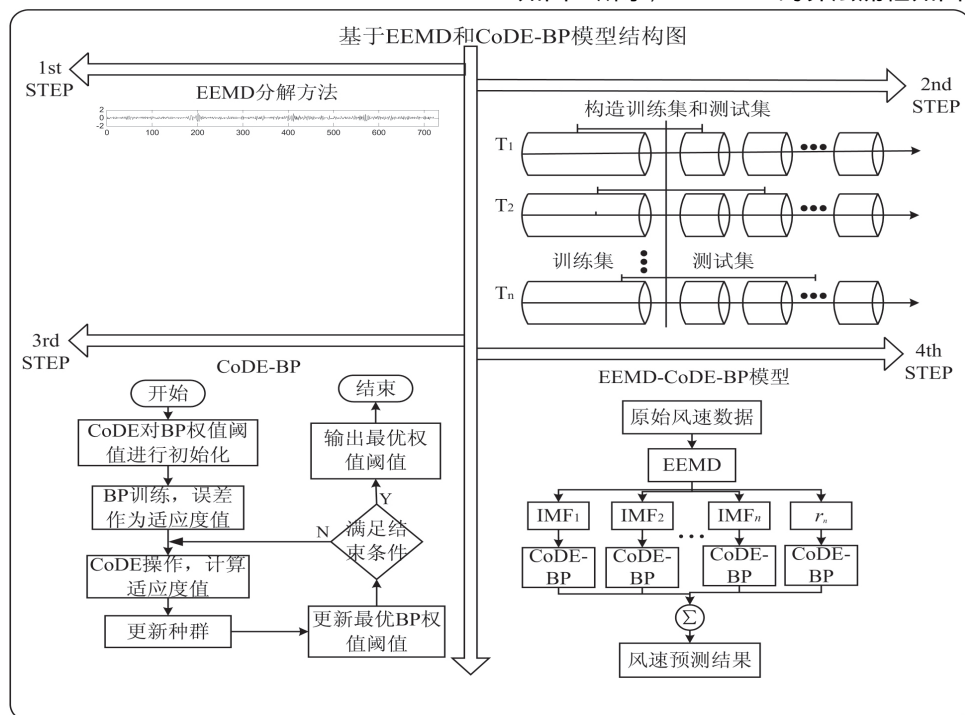 基于EEMD和CoDE-BP模型结构图
1st
STEP
EEMD分解方法
2
0
-2
0 100 200 300 400 500 600 700
2nd
STEP
构造训练集和测试集
T1
T2
训练集
测试集
Tn
3rd
STEP
CoDE-BP
开始
CoDE对BP权值阈
值进行初始化
BP训练，误差
作为适应度值
CoDE操作，计算
适应度值
更新种群
更新最优BP权
值阈值
满足结
束条件
N
Y
输出最优权
值阈值
结束
4th
STEP
EEMD-CoDE-BP模型
原始风速数据
EEMD
IMF1 IMF2 IMFn rn
CoDE-
BP
CoDE-
BP
CoDE-
BP
CoDE-
BP
Σ
风速预测结果